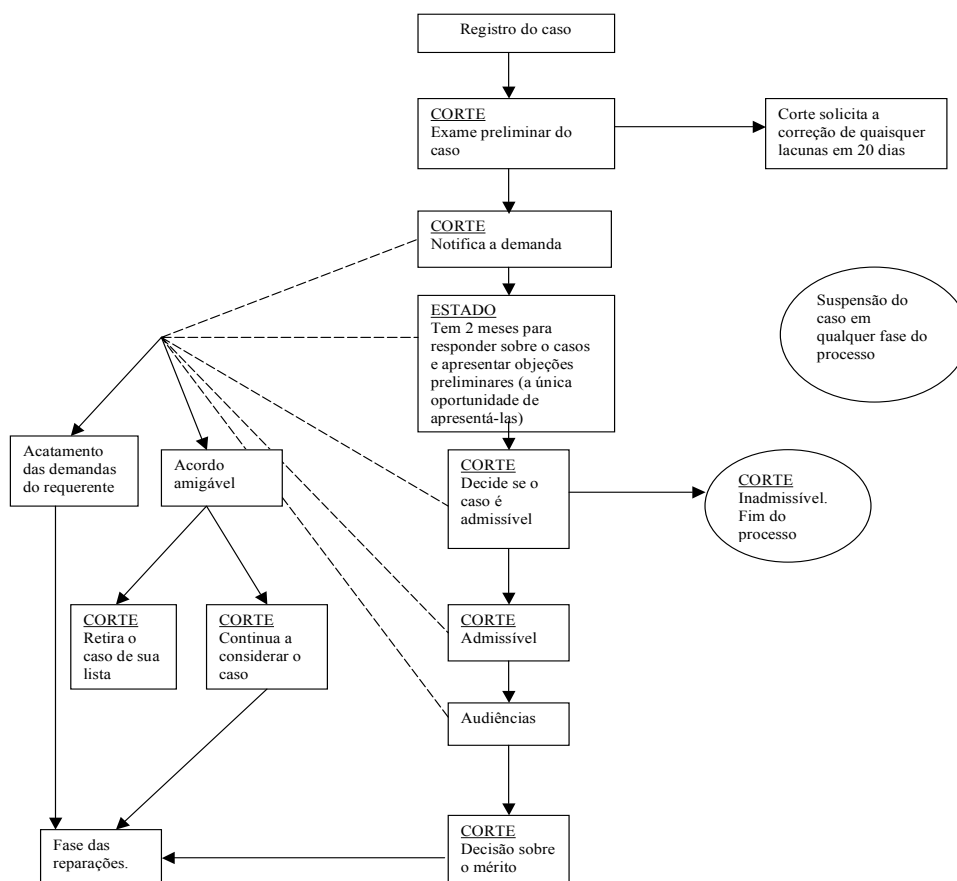 Registro do caso
CORTE
Exame preliminar do
caso
Corte solicita a
correção de quaisquer
lacunas em 20 dias
CORTE
Notifica a demanda
ESTADO
Tem 2 meses para
responder sobre o casos
e apresentar objeções
preliminares (a única
oportunidade de
apresentá-las)
Suspensão do
caso em
qualquer fase do
processo
Acatamento
das demandas
do requerente
Acordo
amigável
CORTE
Decide se o
caso é
admissível
CORTE
Inadmissível.
Fim do
processo
CORTE
Retira o
caso de sua
lista
CORTE
Continua a
considerar o
caso
CORTE
Admissível
Audiências
Fase das
reparações.
CORTE
Decisão sobre
o mérito